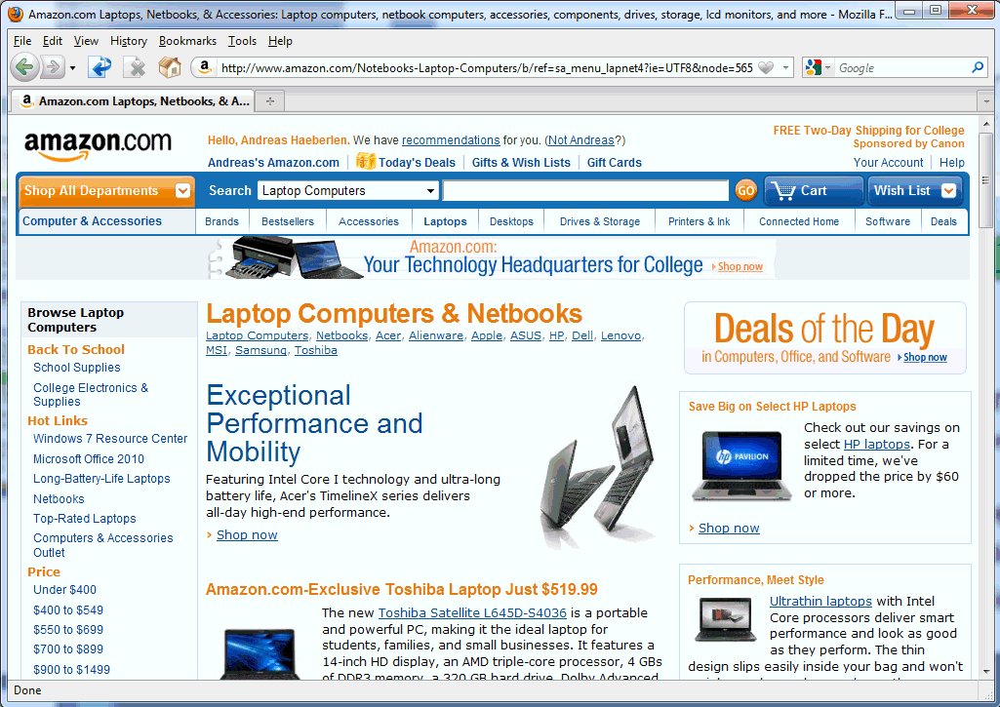 Amazon.com Laptops, Netbooks, & Accessories: Laptop computers, netbook computers, accessories, components, drives, storage, lcd monitors, and more - Mozilla F...
File Edit View History Bookmarks Tools Help
http://www.amazon.com/Notebooks-Laptop-Computers/b/ref=sa_menu_lapnet4?ie=UTF8&node=565
Google
Amazon.com Laptops, Netbooks, & A...
amazon.com
Hello, Andreas Haeberlen. We have recommendations for you. (Not Andreas?)
FREE Two-Day Shipping for College
Sponsored by Canon
Andreas's Amazon.com Today's Deals Gifts & Wish Lists Gift Cards
Your Account Help
Shop All Departments Search Laptop Computers GO Cart Wish List
Computer & Accessories Brands Bestsellers Accessories Laptops Desktops Drives & Storage Printers & Ink Connected Home Software Deals
Amazon.com:
Your Technology Headquarters for College Shop now
Browse Laptop
Computers
Back To School
School Supplies
College Electronics &
Supplies
Hot Links
Windows 7 Resource Center
Microsoft Office 2010
Long-Battery-Life Laptops
Netbooks
Top-Rated Laptops
Computers & Accessories
Outlet
Price
Under $400
$400 to $549
$550 to $699
$700 to $899
$900 to $1499
Laptop Computers & Netbooks
Laptop Computers, Netbooks, Acer, Alienware, Apple, ASUS, HP, Dell, Lenovo,
MSI, Samsung, Toshiba
Exceptional
Performance and
Mobility
Featuring Intel Core I technology and ultra-long
battery life, Acer's TimelineX series delivers
all-day high-end performance.
› Shop now
Amazon.com-Exclusive Toshiba Laptop Just $519.99
The new Toshiba Satellite L645D-S4036 is a portable
and powerful PC, making it the ideal laptop for
students, families, and small businesses. It features a
14-inch HD display, an AMD triple-core processor, 4 GBs
of DDR3 memory, a 320 GB hard drive, Dolby Advanced
Deals of the Day
in Computers, Office, and Software Shop now
Save Big on Select HP Laptops
hp PAVILION
Check out our savings on
select HP laptops. For a
limited time, we've
dropped the price by $60
or more.
› Shop now
Performance, Meet Style
Ultrathin laptops with Intel
Core processors deliver smart
performance and look as good
as they perform. The thin
design slips easily inside your bag and won't
Done